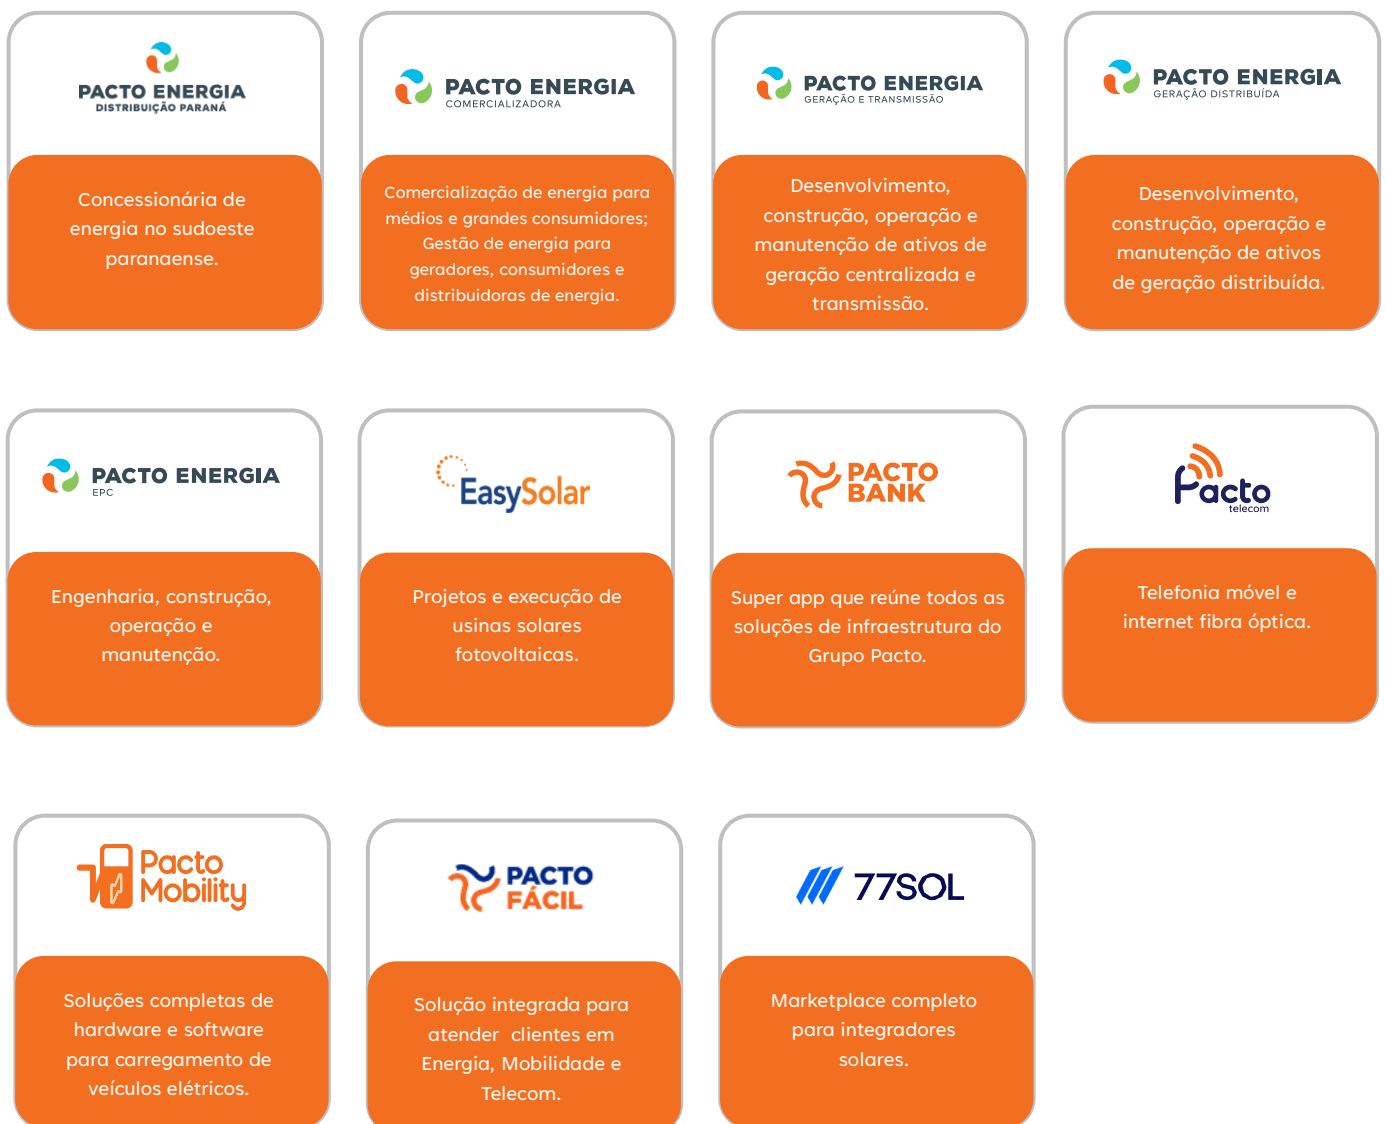 PACTO ENERGIA
DISTRIBUIÇÃO PARANÁ
Concessionária de
energia no sudoeste
paranaense.
PACTO ENERGIA
COMERCIALIZADORA
Comercialização de energia para
médios e grandes consumidores;
Gestão de energia para
geradores, consumidores e
distribuidoras de energia.
PACTO ENERGIA
GERAÇÃO E TRANSMISSÃO
Desenvolvimento,
construção, operação e
manutenção de ativos de
geração centralizada e
transmissão.
PACTO ENERGIA
GERAÇÃO DISTRIBUÍDA
Desenvolvimento,
construção, operação e
manutenção de ativos
de geração distribuída.
PACTO ENERGIA
EPC
Engenharia, construção,
operação e
manutenção.
EasySolar
Projetos e execução de
usinas solares
fotovoltaicas.
PACTO
BANK
Super app que reúne todos as
soluções de infraestrutura do
Grupo Pacto.
Pacto
telecom
Telefonia móvel e
internet fibra óptica.
Pacto
Mobility
Soluções completas de
hardware e software
para carregamento de
veículos elétricos.
PACTO
FÁCIL
Solução integrada para
atender clientes em
Energia, Mobilidade e
Telecom.
77SOL
Marketplace completo
para integradores
solares.